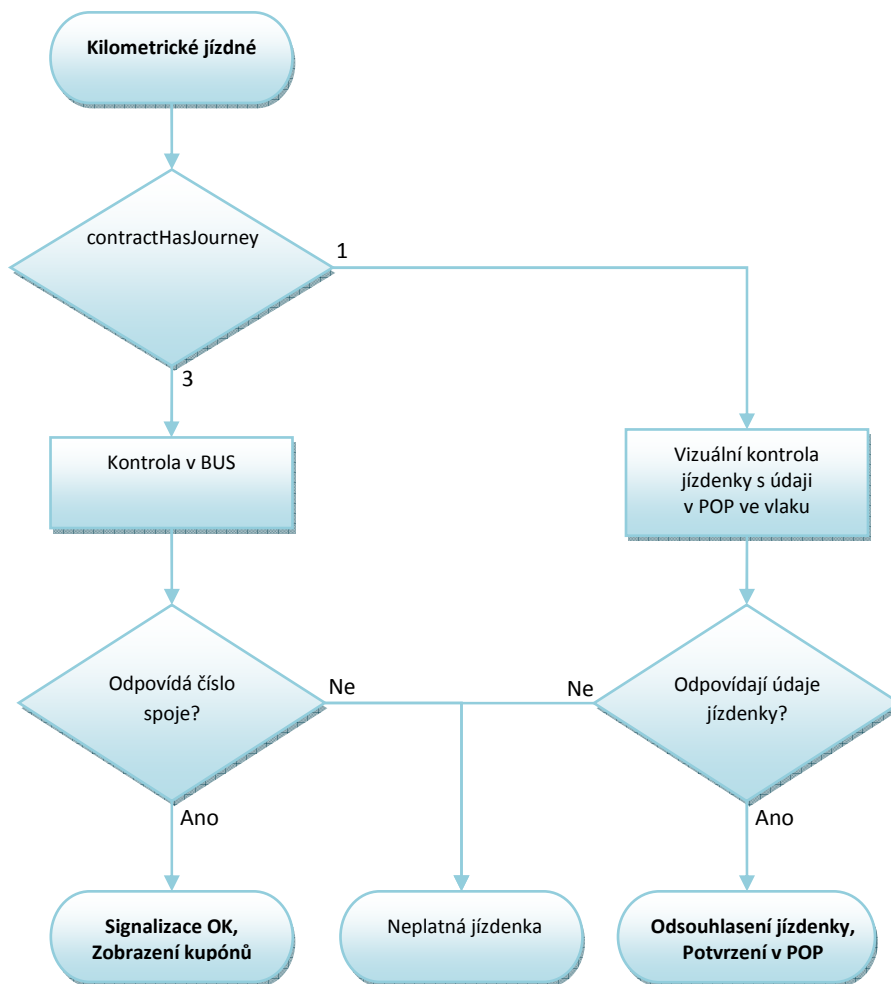 Kilometrické jízdné
contractHasJourney
1
3
Kontrola v BUS
Vizuální kontrola
jízdenky s údaji
v POP ve vlaku
Odpovídá číslo
spoje?
Ne
Ne
Odpovídají údaje
jízdenky?
Ano
Ano
Signalizace OK,
Zobrazení kupónů
Neplatná jízdenka
Odsouhlasení jízdenky,
Potvrzení v POP